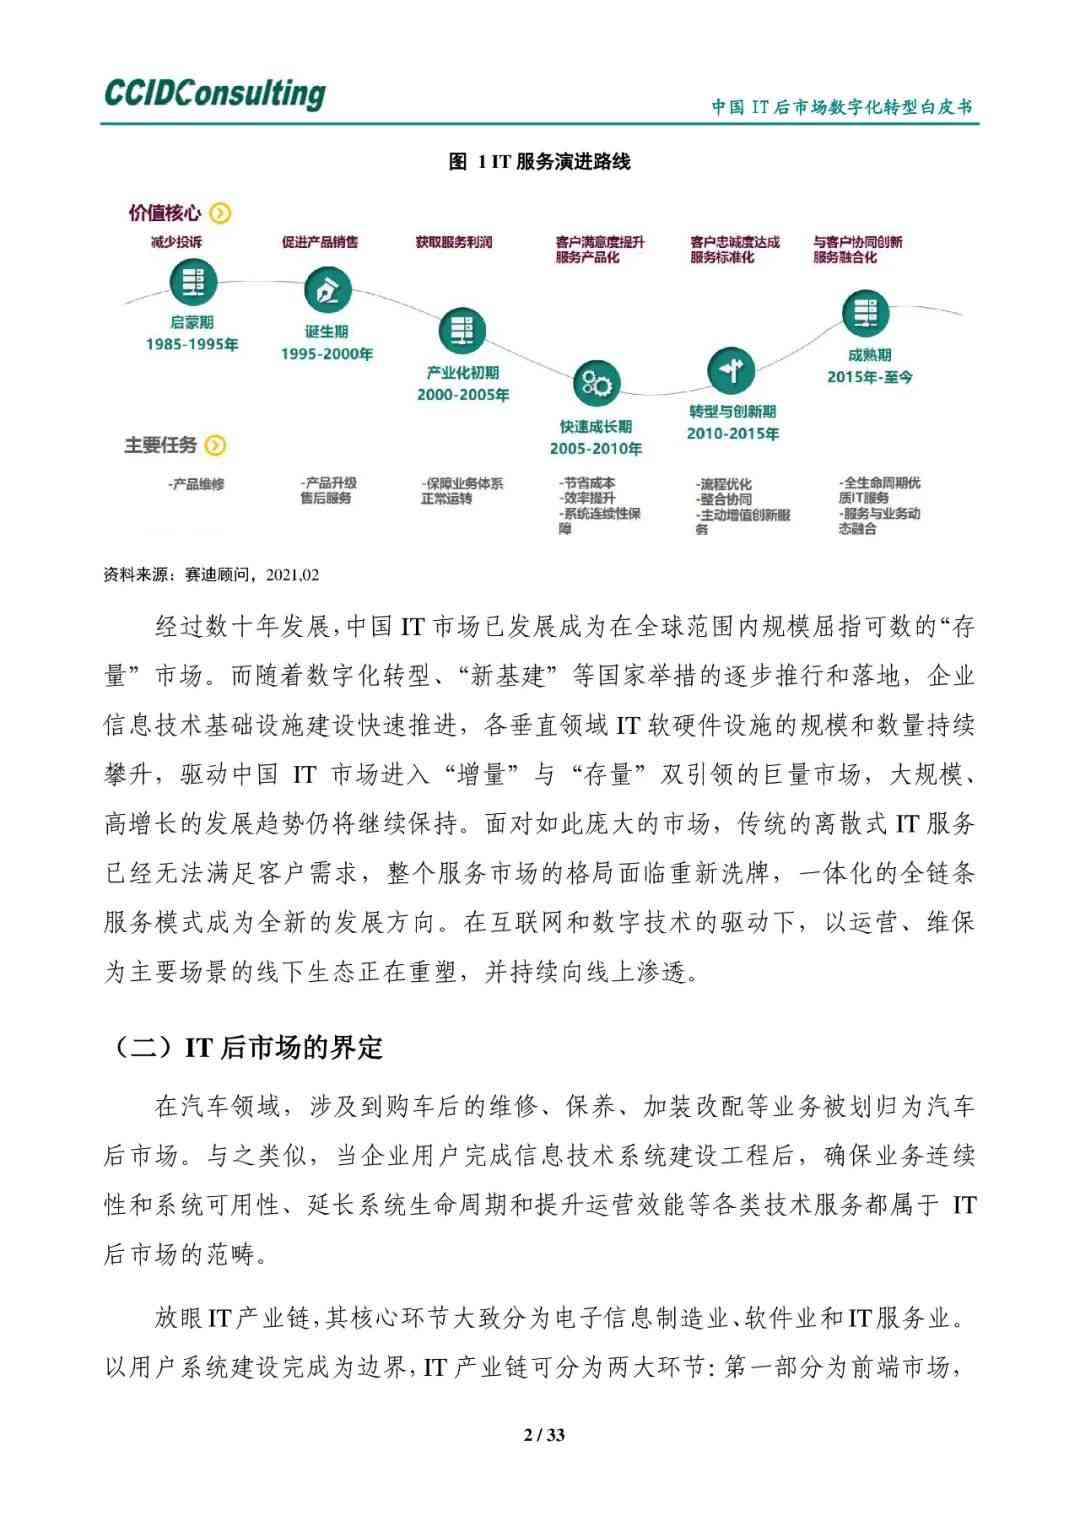 CCIDConsulting
中国 IT 后市场数字化转型白皮书
图 1 IT 服务演进路线
价值核心
减少投诉
促进产品销售
获取服务利润
客户满意度提升
服务产品化
客户忠诚度达成
服务标准化
与客户协同创新
服务融合化
启蒙期
1985-1995年
诞生期
1995-2000年
产业化初期
2000-2005年
快速成长期
2005-2010年
转型与创新期
2010-2015年
成熟期
2015年-至今
主要任务
-产品维修
-产品升级
售后服务
-保障业务体系
正常运转
-节省成本
-效率提升
-系统连续性保
障
-流程优化
-整合协同
-主动增值创新服
务
-全生命周期优
质IT服务
-服务与业务动
态融合
资料来源：赛迪顾问，2021,02
经过数十年发展，中国 IT 市场已发展成为在全球范围内规模屈指可数的“存
量”市场。而随着数字化转型、“新基建”等国家举措的逐步推行和落地，企业
信息技术基础设施建设快速推进，各垂直领域 IT 软硬件设施的规模和数量持续
攀升，驱动中国 IT 市场进入“增量”与“存量”双引领的巨量市场，大规模、
高增长的发展趋势仍将继续保持。面对如此庞大的市场，传统的离散式 IT 服务
已经无法满足客户需求，整个服务市场的格局面临重新洗牌，一体化的全链条
服务模式成为全新的发展方向。在互联网和数字技术的驱动下，以运营、维保
为主要场景的线下生态正在重塑，并持续向线上渗透。
（二）IT 后市场的界定
在汽车领域，涉及到购车后的维修、保养、加装改配等业务被划归为汽车
后市场。与之类似，当企业用户完成信息技术系统建设工程后，确保业务连续
性和系统可用性、延长系统生命周期和提升运营效能等各类技术服务都属于 IT
后市场的范畴。
放眼 IT 产业链，其核心环节大致分为电子信息制造业、软件业和 IT 服务业。
以用户系统建设完成为边界，IT 产业链可分为两大环节：第一部分为前端市场，
2 / 33